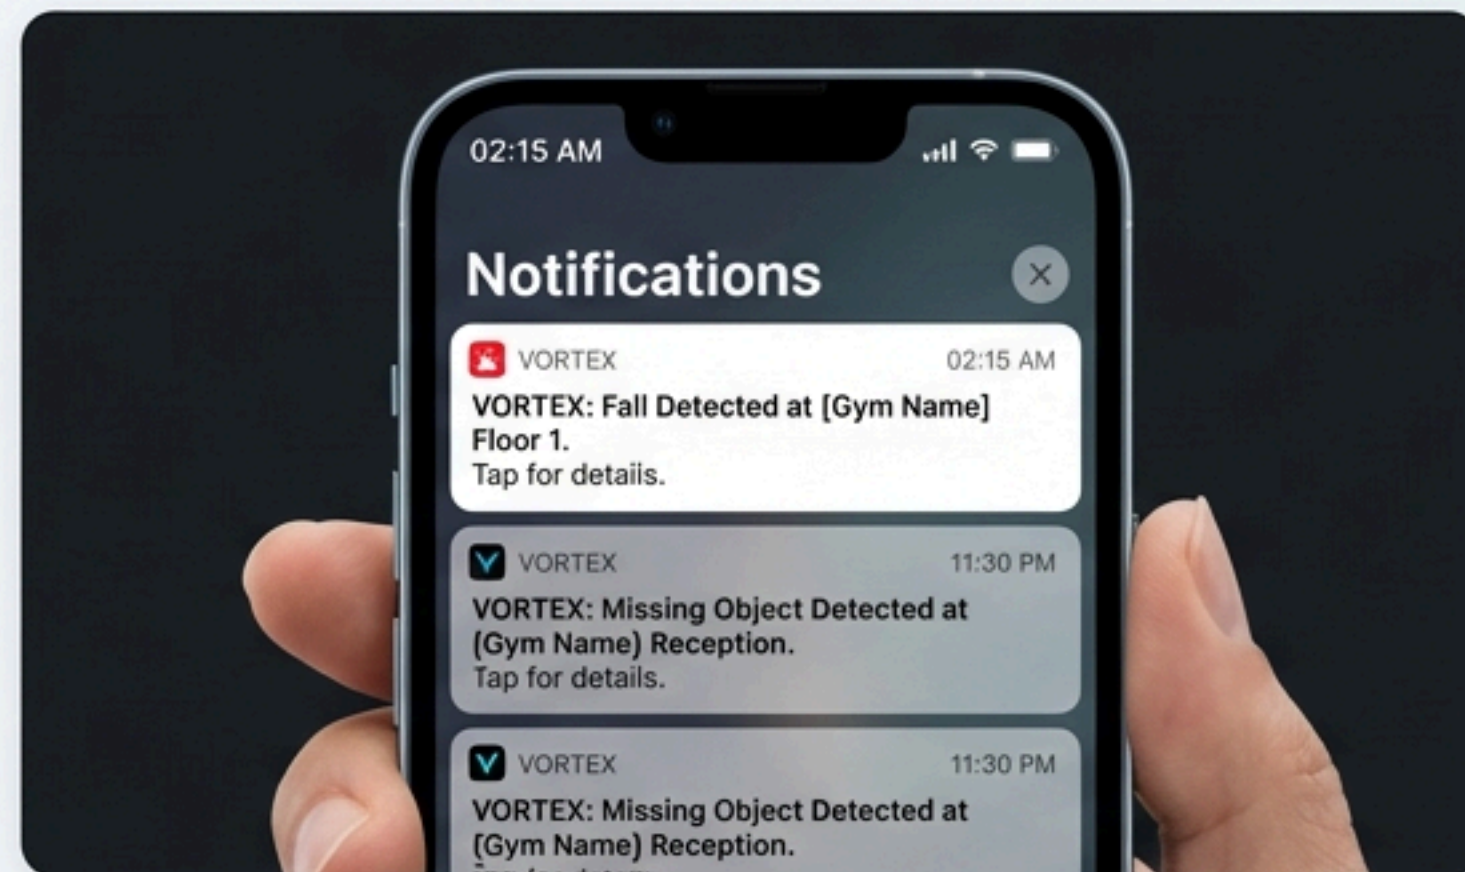 02:15 AM
Notifications
VORTEX 02:15 AM
VORTEX: Fall Detected at [Gym Name]
Floor 1.
Tap for details.
VORTEX 11:30 PM
VORTEX: Missing Object Detected at
(Gym Name) Reception.
Tap for details.
VORTEX 11:30 PM
VORTEX: Missing Object Detected at
(Gym Name) Reception.